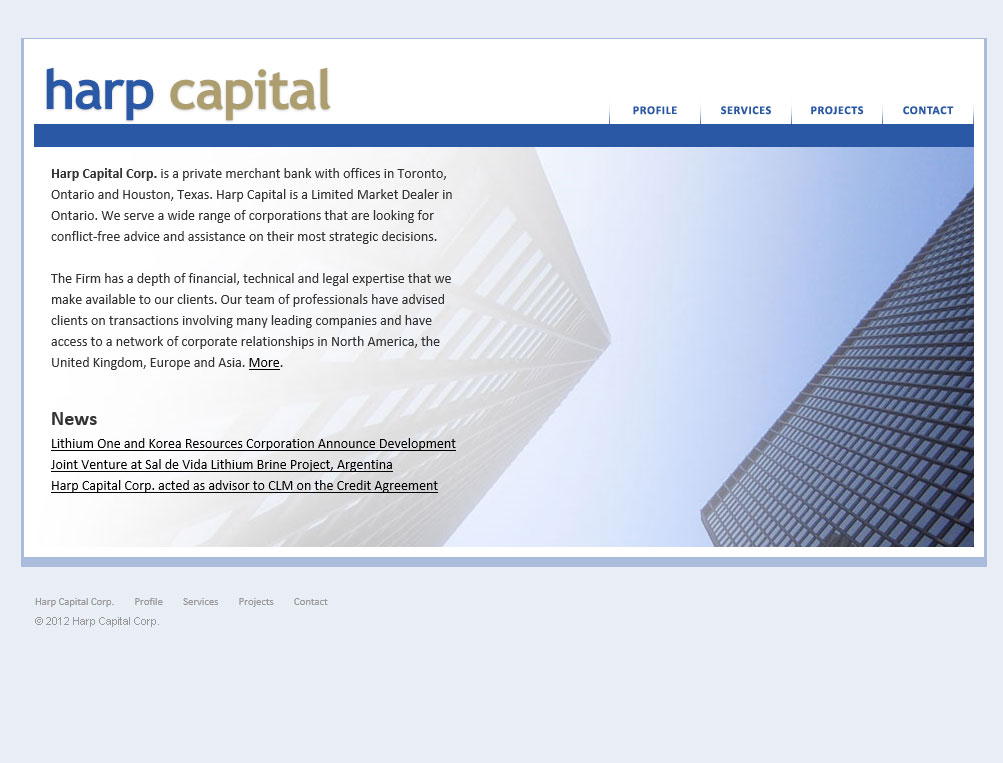 harp capital
PROFILE SERVICES PROJECTS CONTACT
Harp Capital Corp. is a private merchant bank with offices in Toronto,
Ontario and Houston, Texas. Harp Capital is a Limited Market Dealer in
Ontario. We serve a wide range of corporations that are looking for
conflict-free advice and assistance on their most strategic decisions.
The Firm has a depth of financial, technical and legal expertise that we
make available to our clients. Our team of professionals have advised
clients on transactions involving many leading companies and have
access to a network of corporate relationships in North America, the
United Kingdom, Europe and Asia. More.
News
Lithium One and Korea Resources Corporation Announce Development
Joint Venture at Sal de Vida Lithium Brine Project, Argentina
Harp Capital Corp. acted as advisor to CLM on the Credit Agreement
Harp Capital Corp. Profile Services Projects Contact
© 2012 Harp Capital Corp.